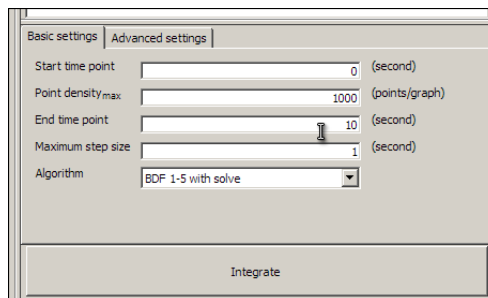 Basic settings Advanced settings
Start time point 0 (second)
Point density max 1000 (points/graph)
End time point 10 (second)
Maximum step size 1 (second)
Algorithm BDF 1-5 with solve
Integrate